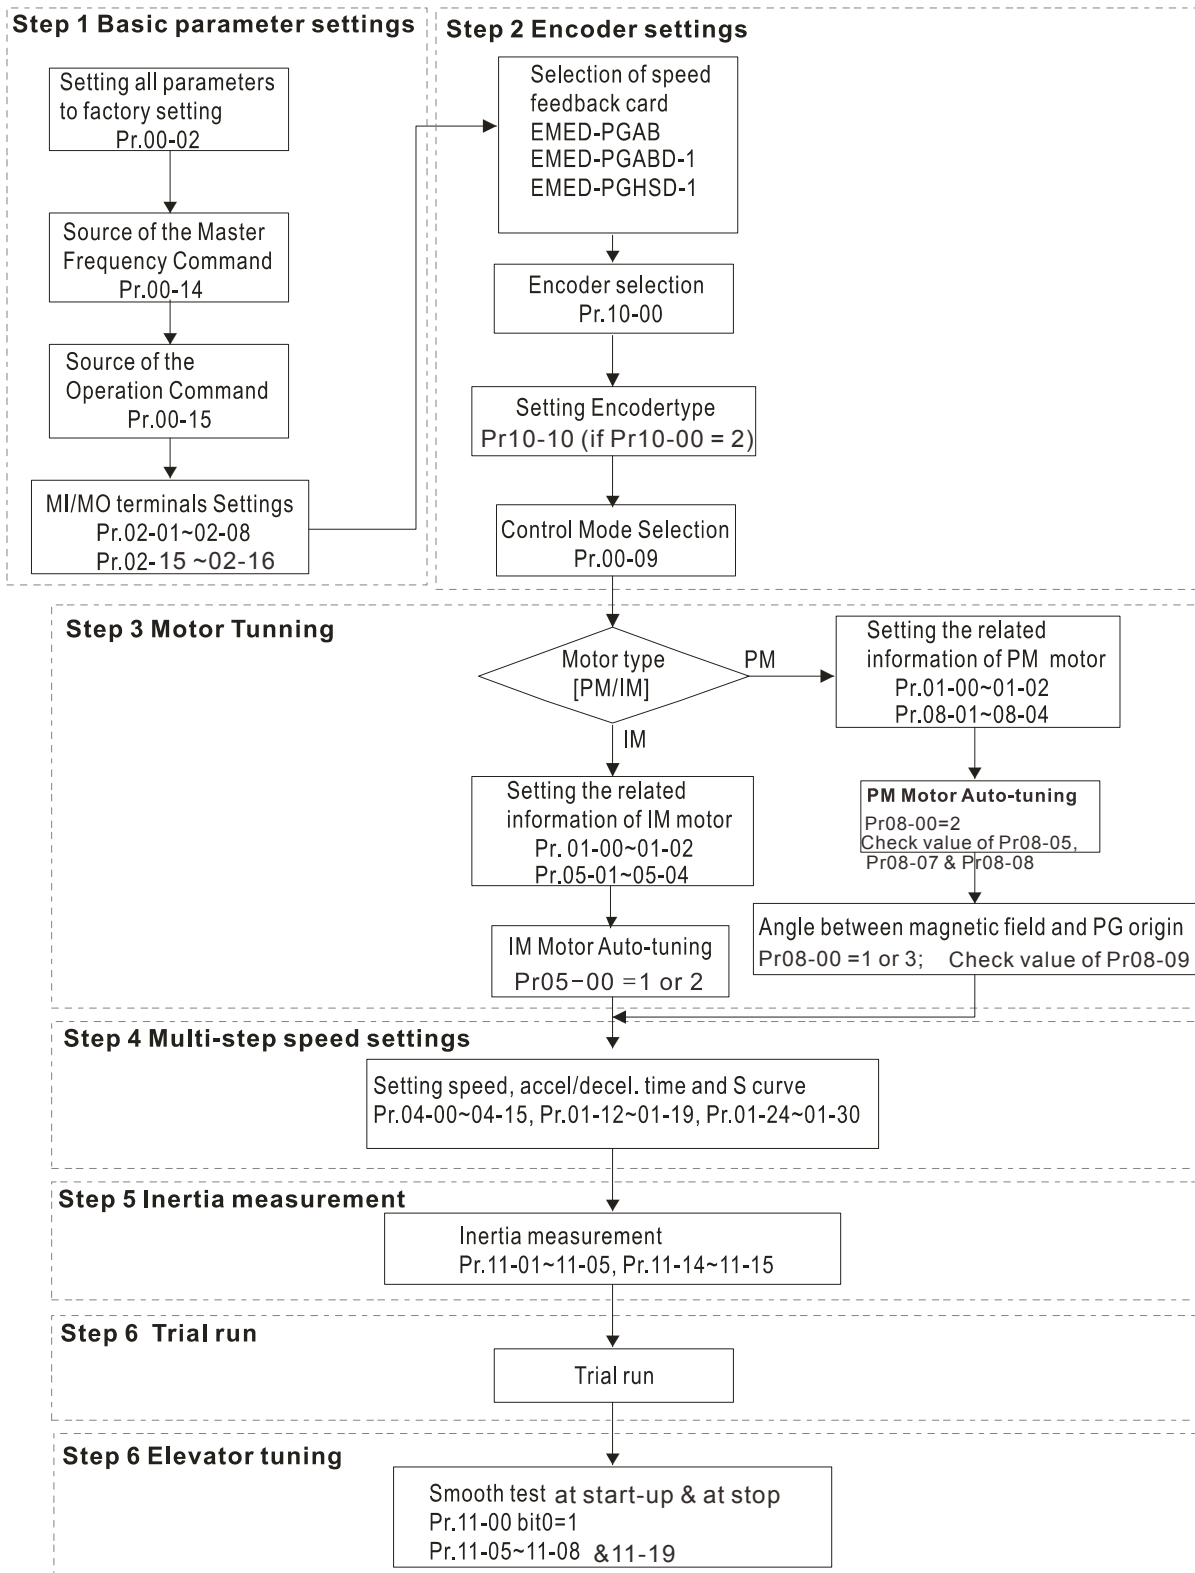 Step 1 Basic parameter settings
Setting all parameters
to factory setting
Pr.00-02
Source of the Master
Frequency Command
Pr.00-14
Source of the
Operation Command
Pr.00-15
MI/MO terminals Settings
Pr.02-01~02-08
Pr.02-15 ~02-16
Step 2 Encoder settings
Selection of speed
feedback card
EMED-PGAB
EMED-PGABD-1
EMED-PGHSD-1
Encoder selection
Pr.10-00
Setting Encodertype
Pr10-10 (if Pr10-00 = 2)
Control Mode Selection
Pr.00-09
Step 3 Motor Tunning
Motor type
[PM/IM]
PM
IM
Setting the related
information of PM motor
Pr.01-00~01-02
Pr.08-01~08-04
PM Motor Auto-tuning
Pr08-00=2
Check value of Pr08-05,
Pr08-07 & Pr08-08
Angle between magnetic field and PG origin
Pr08-00 =1 or 3; Check value of Pr08-09
Setting the related
information of IM motor
Pr. 01-00~01-02
Pr.05-01~05-04
IM Motor Auto-tuning
Pr05-00 =1 or 2
Step 4 Multi-step speed settings
Setting speed, accel/decel. time and S curve
Pr.04-00~04-15, Pr.01-12~01-19, Pr.01-24~01-30
Step 5 Inertia measurement
Inertia measurement
Pr.11-01~11-05, Pr.11-14~11-15
Step 6 Trial run
Trial run
Step 6 Elevator tuning
Smooth test at start-up & at stop
Pr.11-00 bit0=1
Pr.11-05~11-08 &11-19